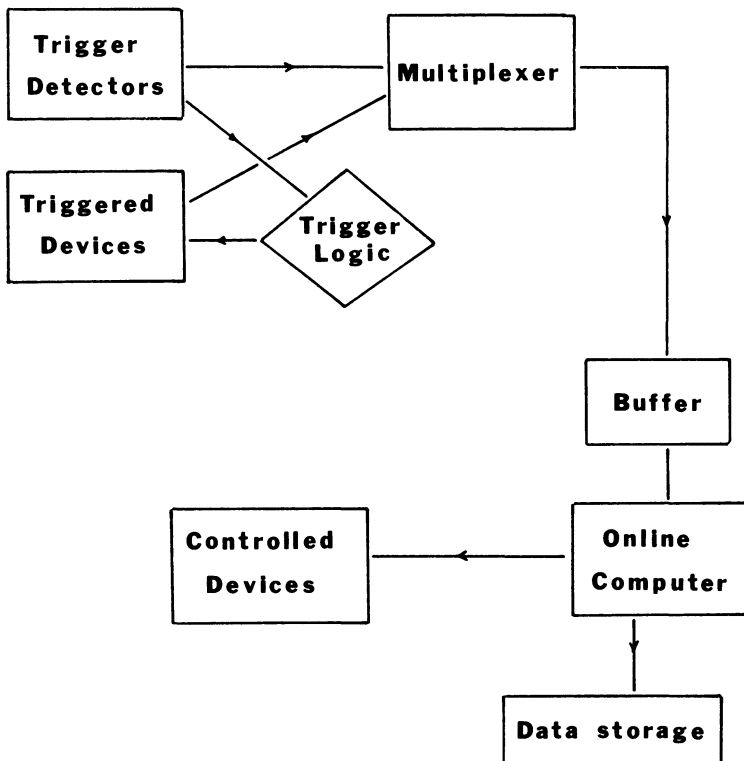 Trigger
Detectors
Multiplexer
Triggered
Devices
Trigger
Logic
Buffer
Controlled
Devices
Online
Computer
Data storage